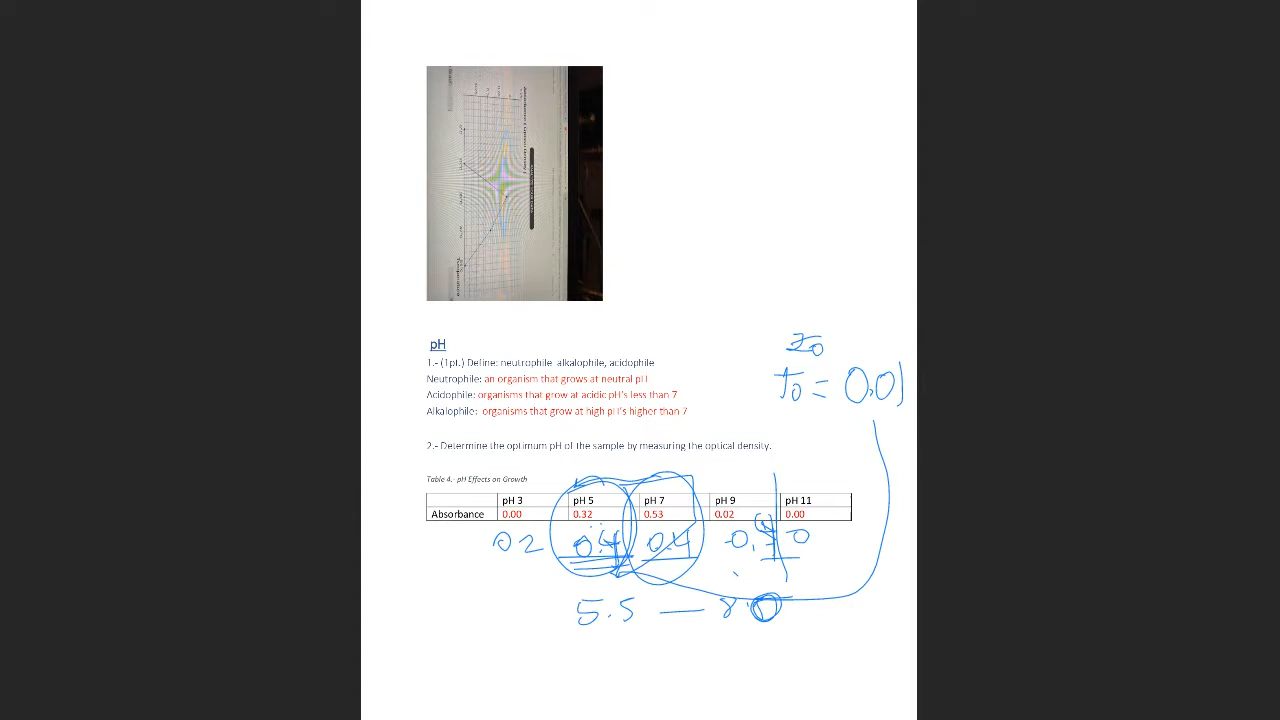 pH
1.- (1pt.) Define: neutrophile alkalophile, acidophile
Neutrophile: an organism that grows at neutral pH
Acidophile: organisms that grow at acidic pH's less than 7
Alkalophile: organisms that grow at high pH's higher than 7
T0 = 0.01
2.- Determine the optimum pH of the sample by measuring the optical density.
Table 4.- pH Effects on Growth
pH 3 pH 5 pH 7 pH 9 pH 11
Absorbance 0.00 0.32 0.53 0.02 0.00
0.2 0.4 0.4 0
5.5 — 8.0